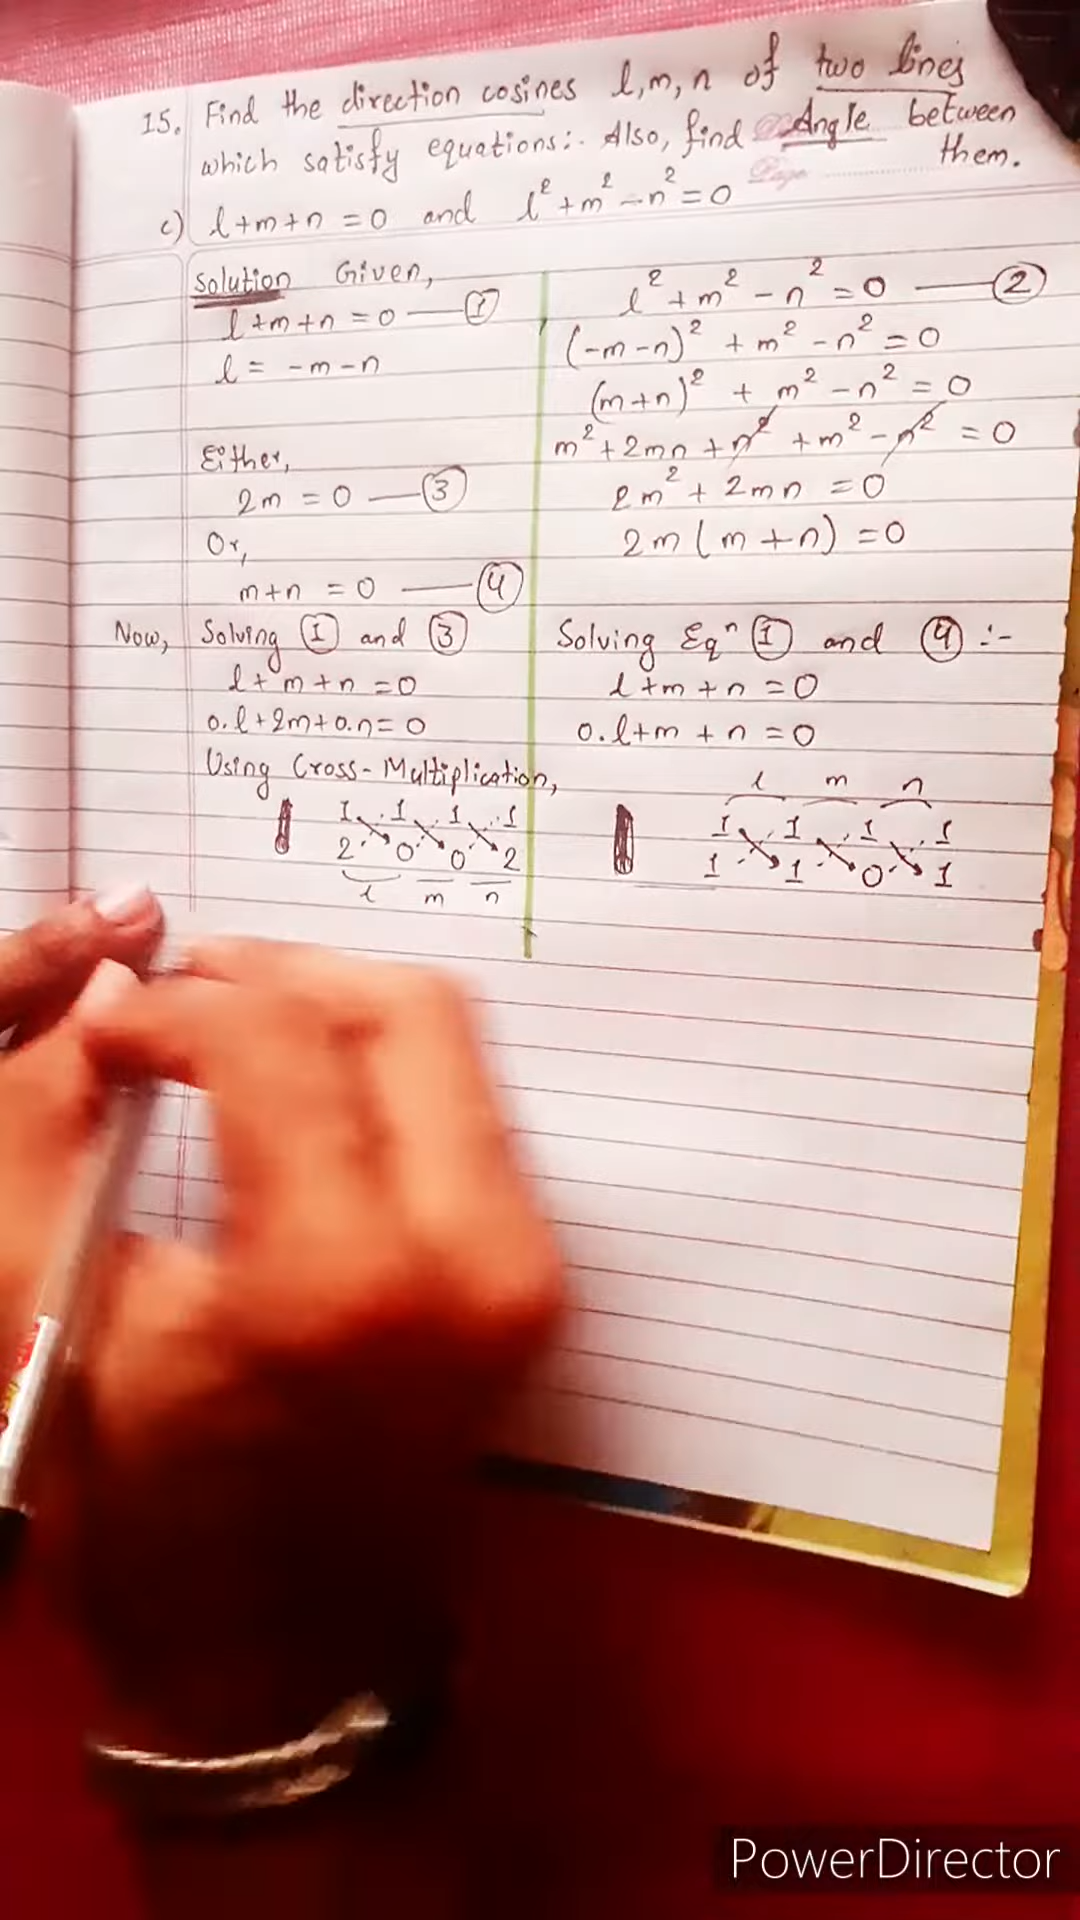 15. Find the direction cosines l, m, n of two lines
which satisfy equations:- Also, find Angle between
them.
Page
c) l+m+n = 0 and l²+m²-n²=0
Solution Given,
l+m+n = 0 — ①
l = -m-n
Either,
2m = 0 — ③
Or,
m+n = 0 — ④
l²+m²-n²=0 — ②
(-m-n)² + m²-n²=0
(m+n)² + m²-n² = 0
m²+2mn+n²+m²-n² = 0
2m²+2mn = 0
2m(m+n) = 0
Now, Solving ① and ③
l+m+n = 0
0.l+2m+0.n= 0
Using Cross-Multiplication,
1 1 1 1
2 0 0 2
l m n
Solving Eqⁿ ① and ④ :-
l+m+n = 0
0.l+m+n = 0
l m n
1 1 1 1
1 1 0 1
PowerDirector